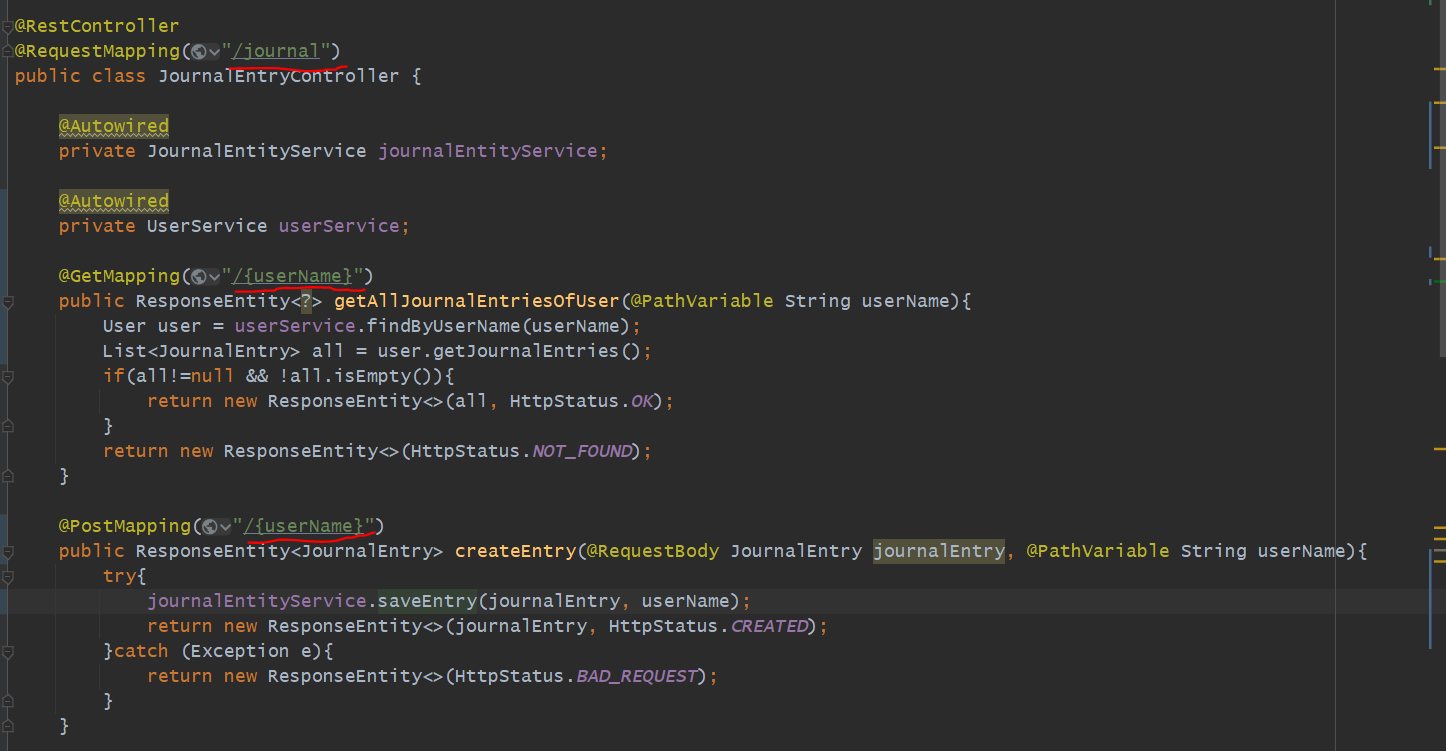 @RestController
@RequestMapping("/journal")
public class JournalEntryController {
@Autowired
private JournalEntityService journalEntityService;
@Autowired
private UserService userService;
@GetMapping("/{userName}")
public ResponseEntity<?> getAllJournalEntriesOfUser(@PathVariable String userName){
User user = userService.findByUserName(userName);
List<JournalEntry> all = user.getJournalEntries();
if(all!=null && !all.isEmpty()){
return new ResponseEntity<>(all, HttpStatus.OK);
}
return new ResponseEntity<>(HttpStatus.NOT_FOUND);
}
@PostMapping("/{userName}")
public ResponseEntity<JournalEntry> createEntry(@RequestBody JournalEntry journalEntry, @PathVariable String userName){
try{
journalEntityService.saveEntry(journalEntry, userName);
return new ResponseEntity<>(journalEntry, HttpStatus.CREATED);
}catch (Exception e){
return new ResponseEntity<>(HttpStatus.BAD_REQUEST);
}
}